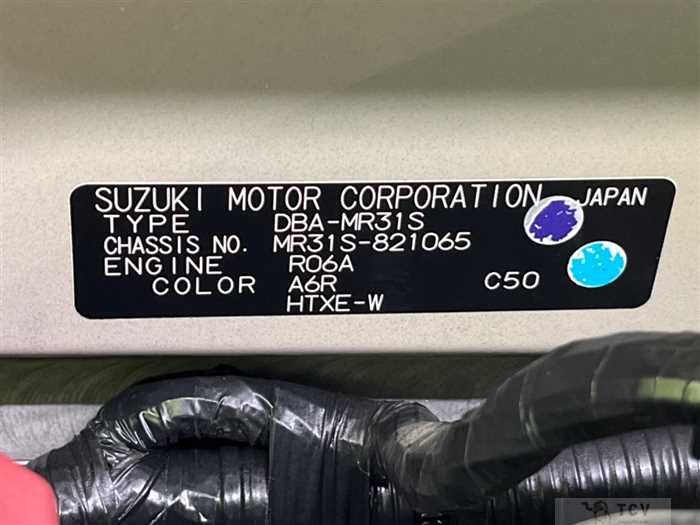 SUZUKI MOTOR CORPORATION JAPAN
TYPE DBA-MR31S
CHASSIS NO. MR31S-821065
ENGINE R06A
COLOR A6R C50
HTXE-W
TCV